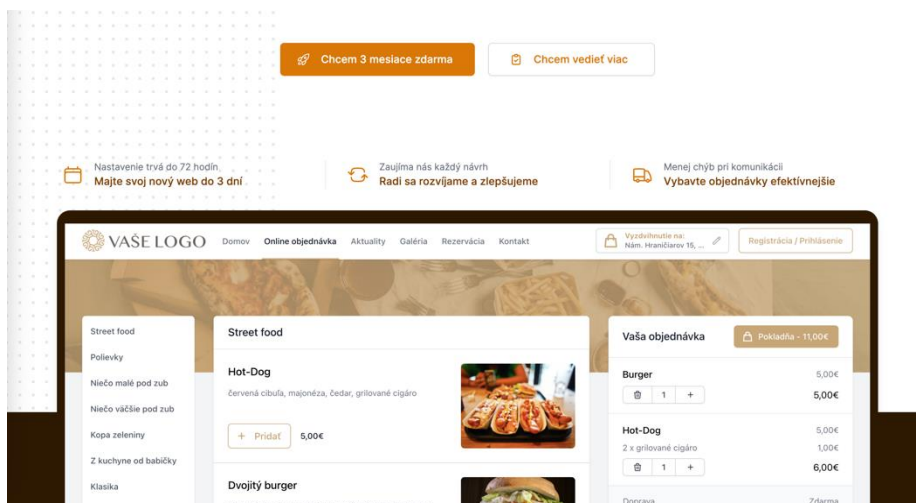 Chcem 3 mesiace zdarma
Chcem vedieť viac
Nastavenie trvá do 72 hodín
Majte svoj nový web do 3 dní
Zaujíma nás každý návrh
Radi sa rozvíjame a zlepšujeme
Menej chýb pri komunikácii
Vybavte objednávky efektívnejšie
VAŠE LOGO
Domov
Online objednávka
Aktuality
Galéria
Rezervácia
Kontakt
Vyzdvihnutie na:
Nám. Hraničiarov 15, ...
Registrácia / Prihlásenie
Street food
Polievky
Niečo malé pod zub
Niečo väčšie pod zub
Kopa zeleniny
Z kuchyne od babičky
Klasika
Street food
Hot-Dog
červená cibuľa, majonéza, čedar, grilované cigáro
+ Pridať
5,00€
Dvojitý burger
Vaša objednávka
Pokladňa - 11,00€
Burger
5,00€
1 +
5,00€
Hot-Dog
5,00€
2 x grilované cigáro
1,00€
1 +
6,00€
Doprava
Zdarma